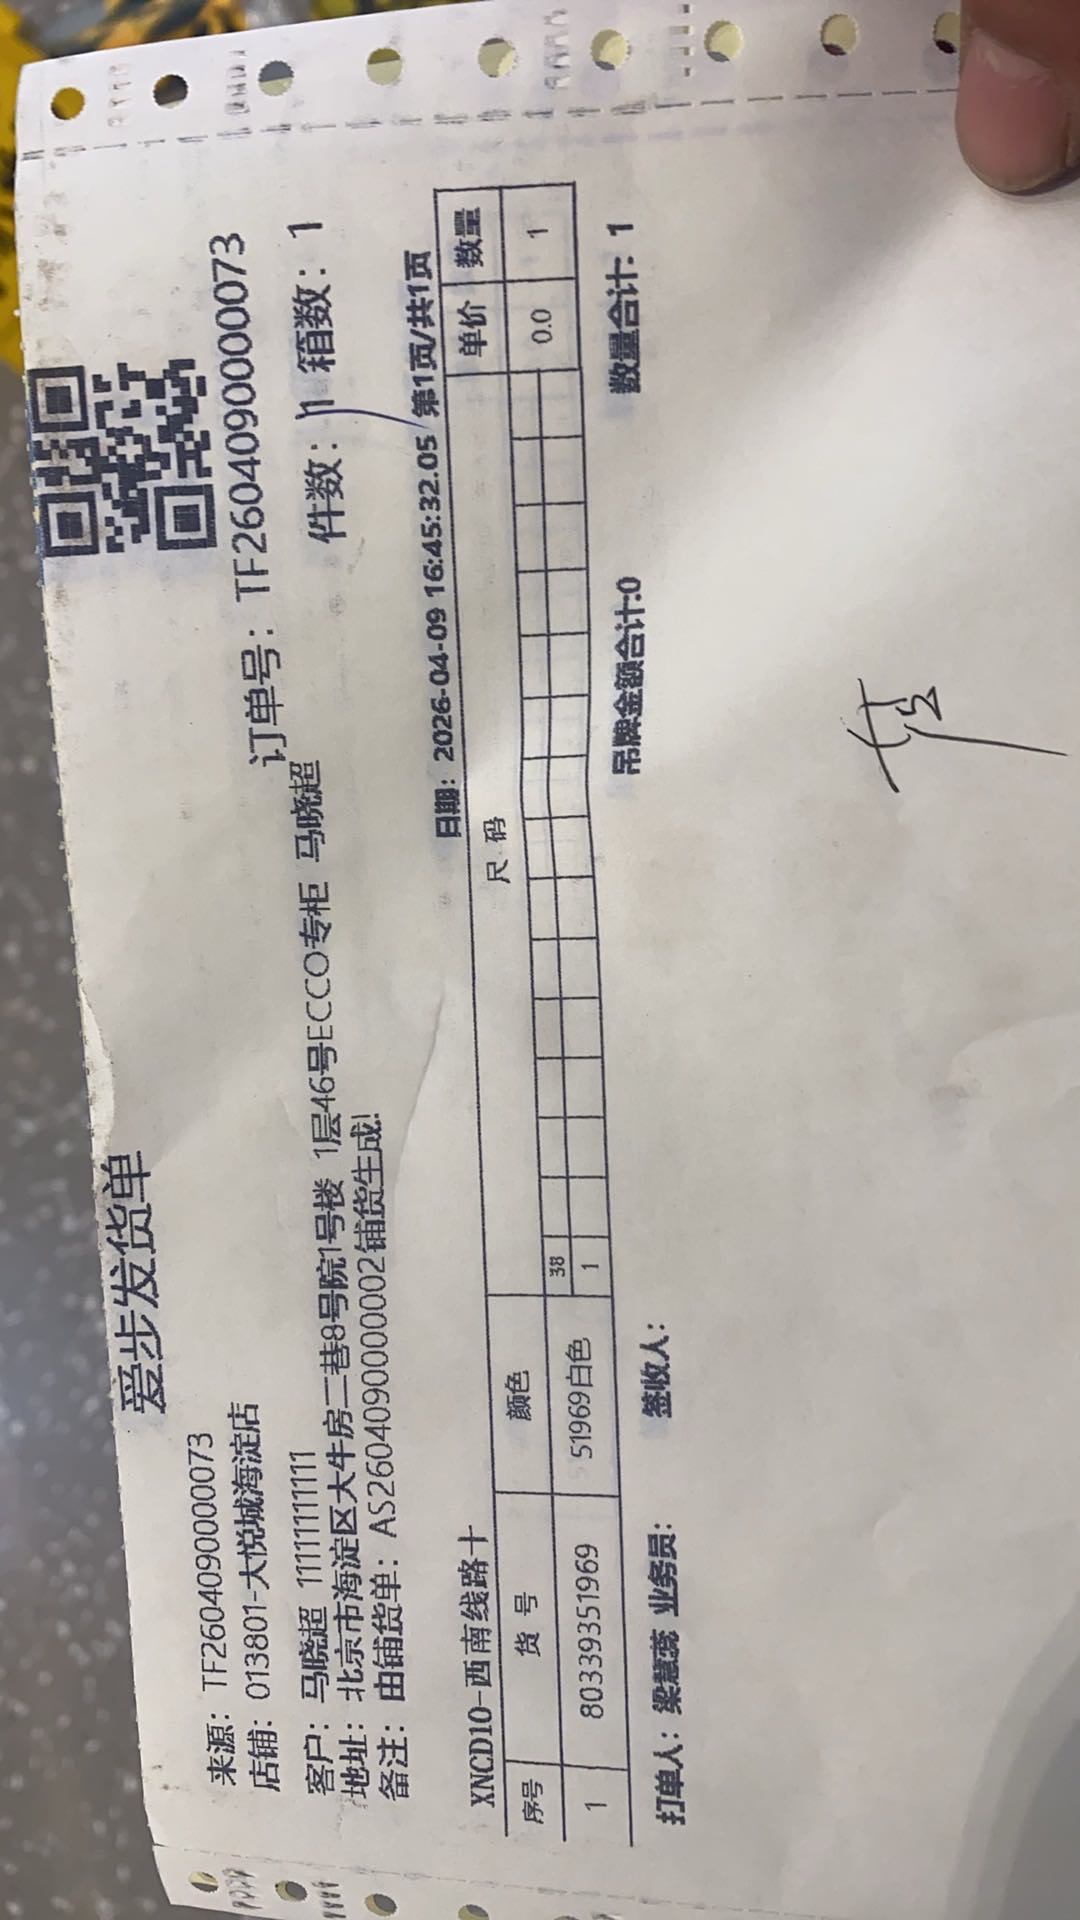 爱步发货单
来源：TF2604090000073
店铺：013801-大悦城海淀店
订单号：TF2604090000073
客户：马晓超 11111111111
件数：1 箱数：1
地址：北京市海淀区大牛房二巷8号院1号楼 1层46号ECCO专柜 马晓超
备注：由铺货单：AS2604090000002铺货生成!
XNCD10-西南线路十
日期：2026-04-09 16:45:32.05 第1页/共1页
序号 货号 颜色 尺码 单价 数量
38
1 80339351969 51969白色 1 0.0 1
打单人：梁慧蕊 业务员： 签收人： 吊牌金额合计:0 数量合计：1